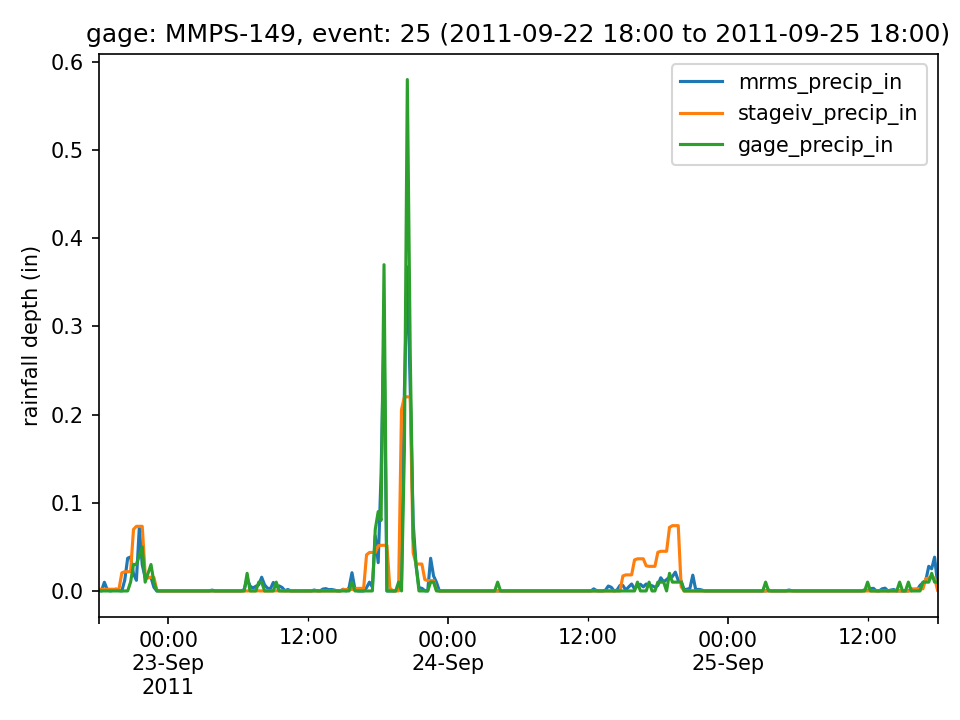 gage: MMPS-149, event: 25 (2011-09-22 18:00 to 2011-09-25 18:00)
0.6
0.5
0.4
0.3
0.2
0.1
0.0
rainfall depth (in)
mrms_precip_in
stageiv_precip_in
gage_precip_in
00:00
23-Sep
2011
12:00
00:00
24-Sep
12:00
00:00
25-Sep
12:00